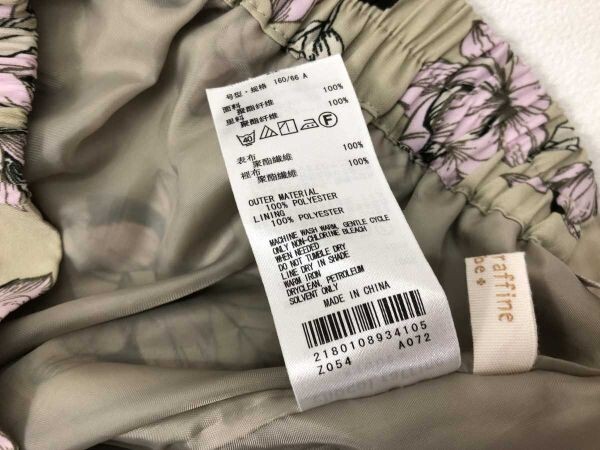 号型・规格 160/66 A
面料
聚酯纤维 100%
里料
聚酯纤维 100%
40
F
表布
聚酯纖維 100%
裡布
聚酯纖維 100%
OUTER MATERIAL
100% POLYESTER
LINING
100% POLYESTER
MACHINE WASH WARM, GENTLE CYCLE
ONLY NON-CHLORINE BLEACH
WHEN NEEDED
DO NOT TUMBLE DRY
LINE DRY IN SHADE
WARM IRON
DRYCLEAN, PETROLEUM
SOLVENT ONLY
MADE IN CHINA
2180108934105
Z054 A072
raffine